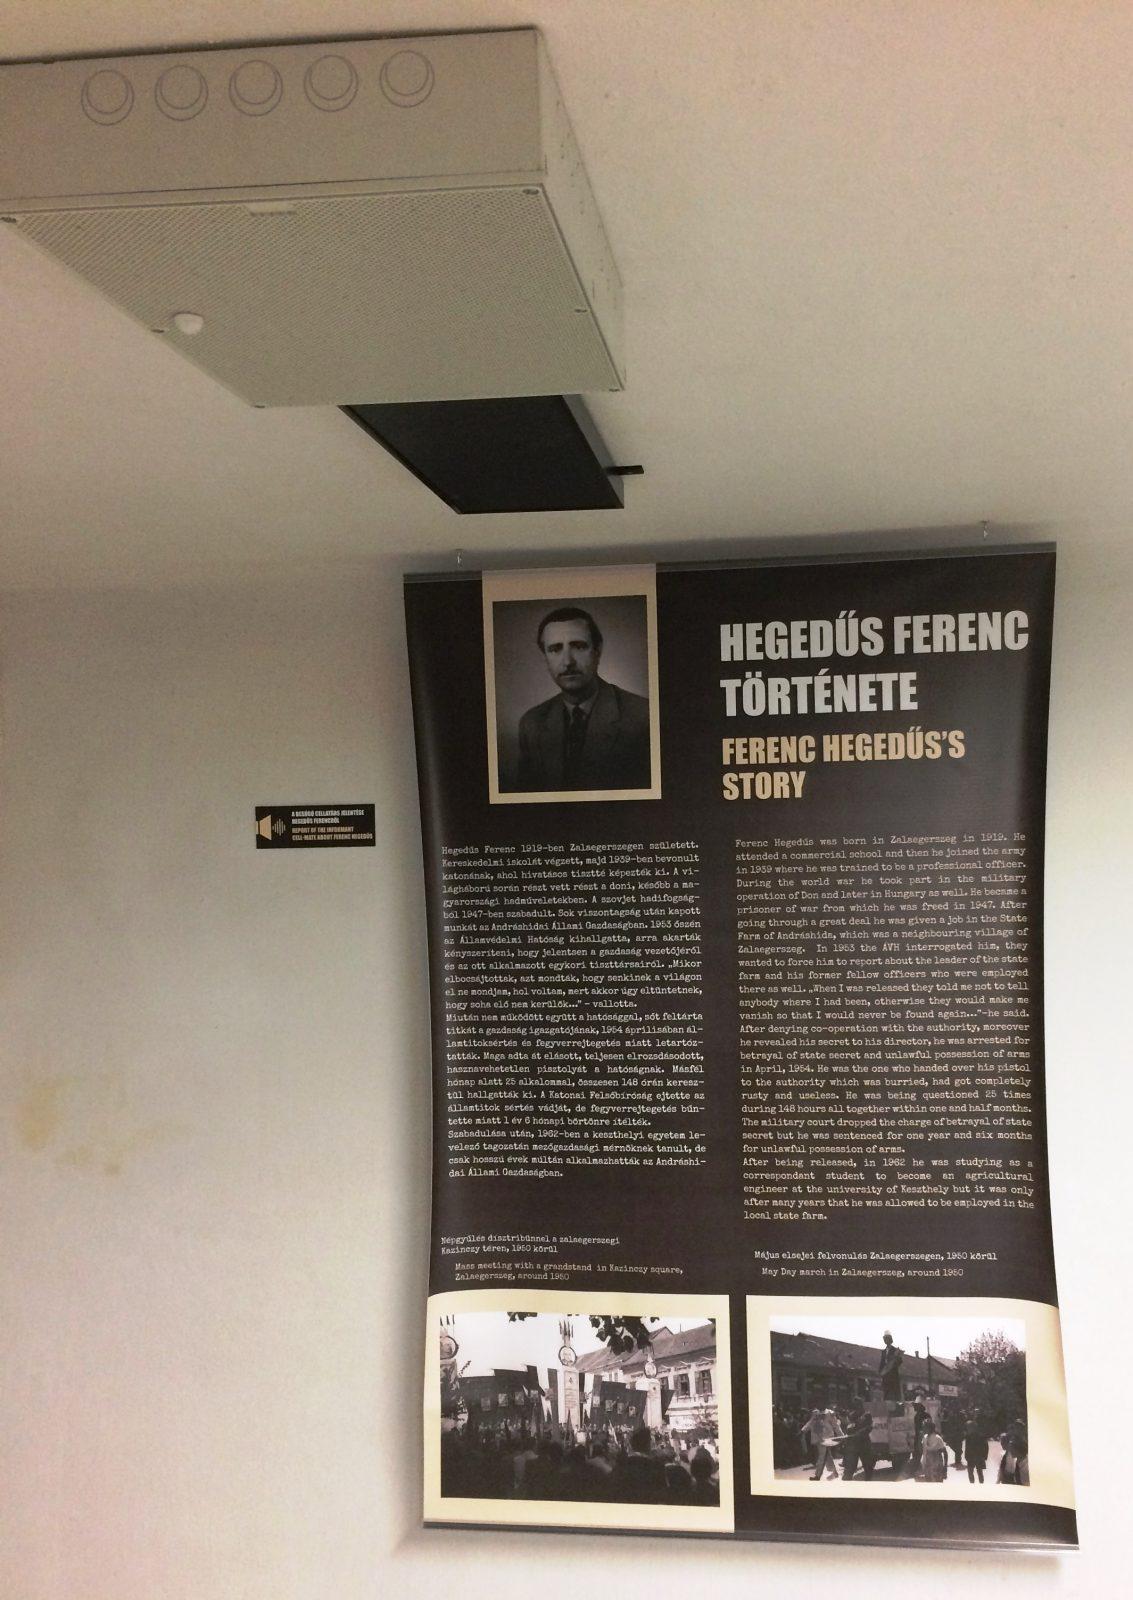 HEGEDŰS FERENC
TÖRTÉNETE
FERENC HEGEDŰS'S
STORY
A BESÚGÓ CELLATÁRS JELENTÉSE
HEGEDŰS FERENCRŐL
REPORT OF THE INFORMANT
CELL-MATE ABOUT FERENC HEGEDŰS
Hegedűs Ferenc 1919-ben Zalaegerszegen született.
Kereskedelmi iskolát végzett, majd 1939-ben bevonult
katonának, ahol hivatásos tisztté képezték ki. A vi-
lágháború során részt vett részt a doni, később a ma-
gyarországi hadműveletekben. A szovjet hadifogság-
ból 1947-ben szabadult. Sok viszontagság után kapott
munkát az Andráshidai Állami Gazdaságban. 1953 őszén
az Államvédelmi Hatóság kihallgatta, arra akarták
kényszeríteni, hogy jelentsen a gazdaság vezetőjéről
és az ott alkalmazott egykori tiszttársairól. „Mikor
elbocsájtottak, azt mondták, hogy senkinek a világon
el ne mondjam, hol voltam, mert akkor úgy eltüntetnek,
hogy soha elő nem kerülök..." – vallotta.
Miután nem működött együtt a hatósággal, sőt feltárta
titkát a gazdaság igazgatójának, 1954 áprilisában ál-
lamtitoksértés és fegyverrejtegetés miatt letartóz-
tatták. Maga adta át elásott, teljesen elrozsdásodott,
használhatatlan pisztolyát a hatóságnak. Másfél
hónap alatt 25 alkalommal, összesen 148 órán keresz-
tül hallgatták ki. A Katonai Felsőbíróság ejtette az
államtitok sértés vádját, de fegyverrejtegetés bűn-
tette miatt 1 év 6 hónapi börtönre ítélték.
Szabadulása után, 1962-ben a keszthelyi egyetem le-
velező tagozatán mezőgazdasági mérnöknek tanult, de
csak hosszú évek múltán alkalmazhatták az Andráshi-
dai Állami Gazdaságban.
Ferenc Hegedűs was born in Zalaegerszeg in 1919. He
attended a commercial school and then he joined the army
in 1939 where he was trained to be a professional officer.
During the world war he took part in the military
operation of Don and later in Hungary as well. He became a
prisoner of war from which he was freed in 1947. After
going through a great deal he was given a job in the State
Farm of Andráshida, which was a neighbouring village of
Zalaegerszeg. In 1953 the ÁVH interrogated him, they
wanted to force him to report about the leader of the state
farm and his former fellow officers who were employed
there as well. „When I was released they told me not to tell
anybody where I had been, otherwise they would make me
vanish so that I would never be found again..."-he said.
After denying co-operation with the authority, moreover
he revealed his secret to his director, he was arrested for
betrayal of state secret and unlawful possession of arms
in April, 1954. He was the one who handed over his pistol
to the authority which was burried, had got completely
rusty and useless. He was being questioned 25 times
during 148 hours all together within one and half months.
The military court dropped the charge of betrayal of state
secret but he was sentenced for one year and six months
for unlawful possession of arms.
After being released, in 1962 he was studying as a
correspondant student to become an agricultural
engineer at the university of Keszthely but it was only
after many years that he was allowed to be employed in the
local state farm.
Népgyűlés dísztribünnel a zalaegerszegi
Kazinczy téren, 1950 körül
Mass meeting with a grandstand in Kazinczy square,
Zalaegerszeg, around 1950
Május elsejei felvonulás Zalaegerszegen, 1950 körül
May Day march in Zalaegerszeg, around 1950